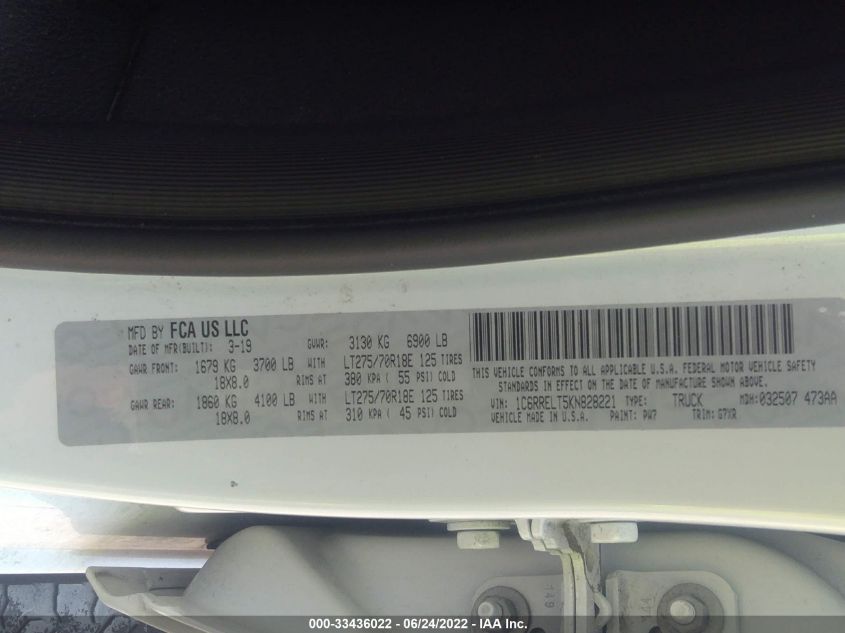 MFD BY FCA US LLC
DATE OF MFR(BUILT): 3-19 GVWR: 3130 KG 6900 LB
GAWR FRONT: 1679 KG 3700 LB WITH LT275/70R18E 125 TIRES
18X8.0 RIMS AT 380 KPA ( 55 PSI) COLD
GAWR REAR: 1860 KG 4100 LB WITH LT275/70R18E 125 TIRES
18X8.0 RIMS AT 310 KPA ( 45 PSI) COLD
THIS VEHICLE CONFORMS TO ALL APPLICABLE U.S.A. FEDERAL MOTOR VEHICLE SAFETY
STANDARDS IN EFFECT ON THE DATE OF MANUFACTURE SHOWN ABOVE.
VIN: 1C6RRELT5KN828221 TYPE: TRUCK MDH:032507 473AA
VEHICLE MADE IN U.S.A. PAINT: PW7 TRIM: G7XR
149
44
000-33436022 - 06/24/2022 - IAA Inc.